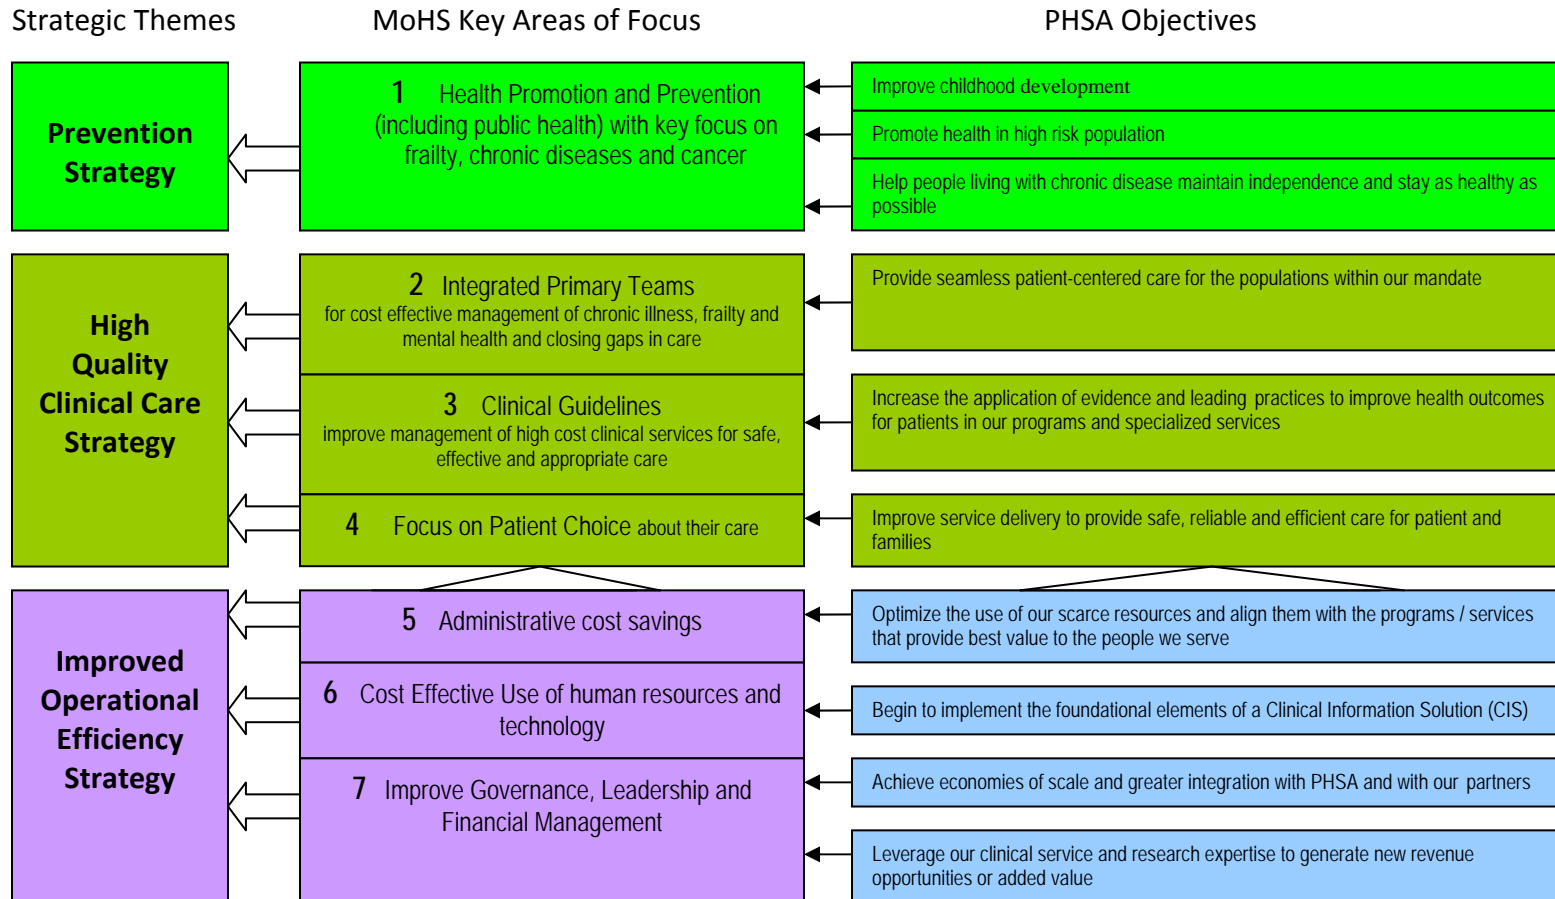 Strategic Themes
MoHS Key Areas of Focus
PHSA Objectives
Prevention
Strategy
1 Health Promotion and Prevention
(including public health) with key focus on
frailty, chronic diseases and cancer
Improve childhood development
Promote health in high risk population
Help people living with chronic disease maintain independence and stay as healthy as
possible
High
Quality
Clinical Care
Strategy
2 Integrated Primary Teams
for cost effective management of chronic illness, frailty and
mental health and closing gaps in care
Provide seamless patient-centered care for the populations within our mandate
3 Clinical Guidelines
improve management of high cost clinical services for safe,
effective and appropriate care
Increase the application of evidence and leading practices to improve health outcomes
for patients in our programs and specialized services
4 Focus on Patient Choice about their care
Improve service delivery to provide safe, reliable and efficient care for patient and
families
Improved
Operational
Efficiency
Strategy
5 Administrative cost savings
Optimize the use of our scarce resources and align them with the programs / services
that provide best value to the people we serve
6 Cost Effective Use of human resources and
technology
Begin to implement the foundational elements of a Clinical Information Solution (CIS)
7 Improve Governance, Leadership and
Financial Management
Achieve economies of scale and greater integration with PHSA and with our partners
Leverage our clinical service and research expertise to generate new revenue
opportunities or added value